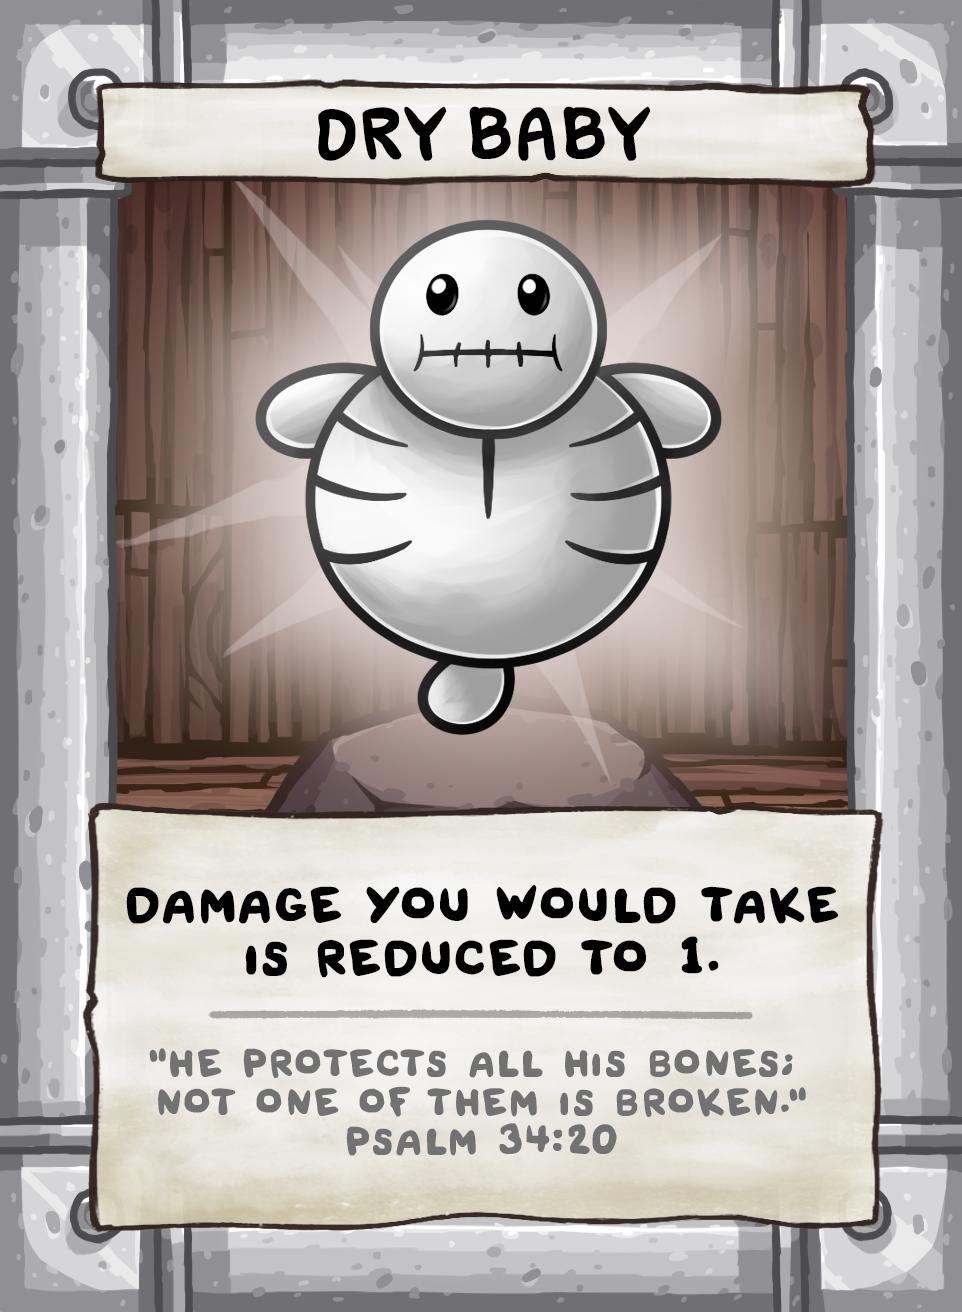 DRY BABY
DAMAGE YOU WOULD TAKE
IS REDUCED TO 1.
"HE PROTECTS ALL HIS BONES;
NOT ONE OF THEM IS BROKEN."
PSALM 34:20